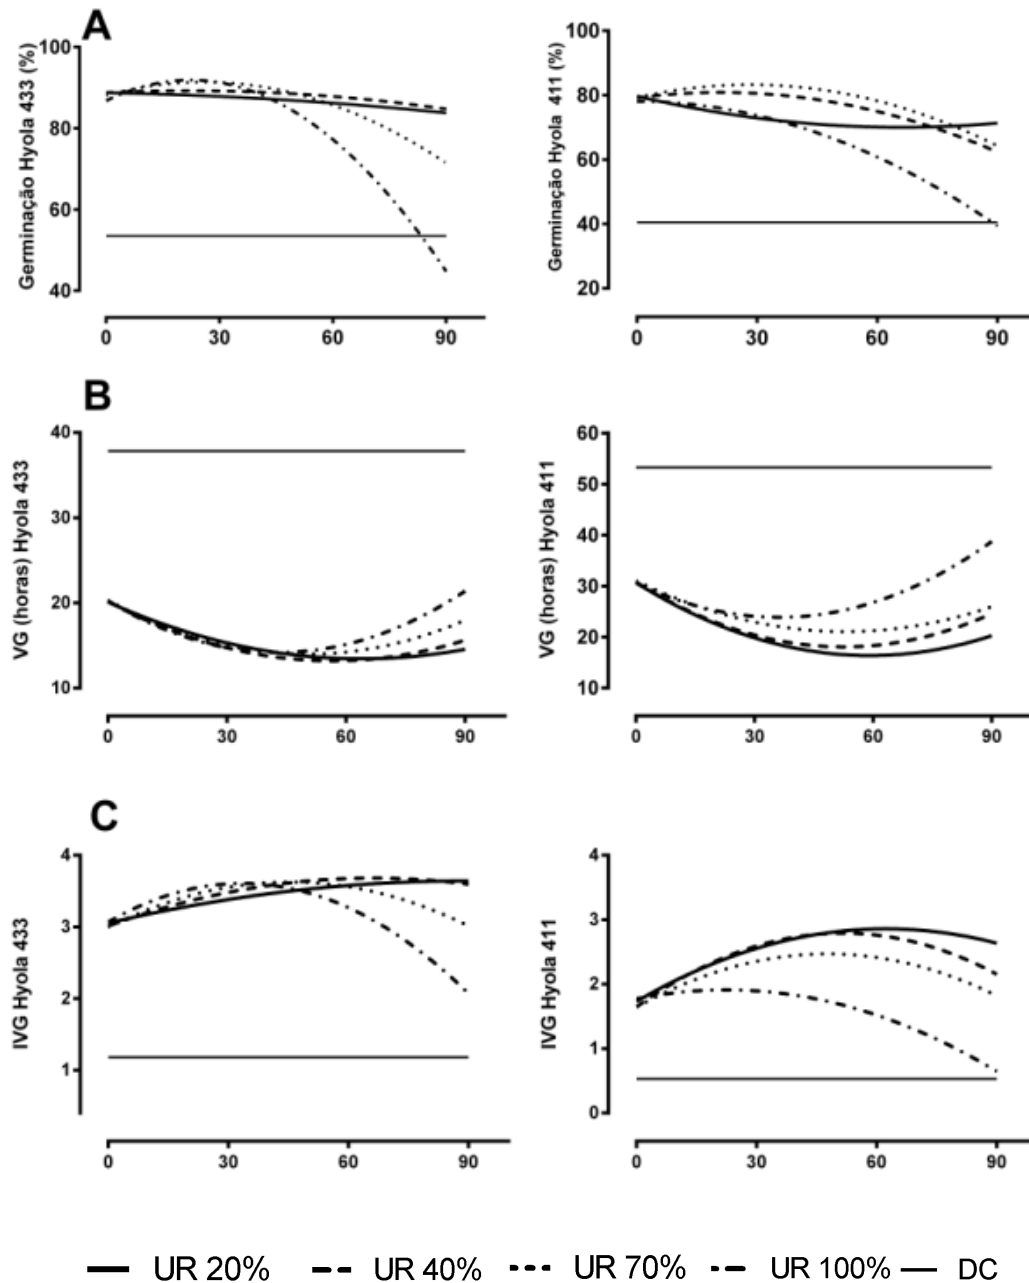 A
Germinação Hyola 433 (%)
100
80
60
40
0 30 60 90
Germinação Hyola 411 (%)
100
80
60
40
20
0 30 60 90
B
VG (horas) Hyola 433
40
30
20
10
0 30 60 90
VG (horas) Hyola 411
60
50
40
30
20
10
0 30 60 90
C
IVG Hyola 433
4
3
2
1
0 30 60 90
IVG Hyola 411
4
3
2
1
0
0 30 60 90
UR 20% UR 40% UR 70% UR 100% DC